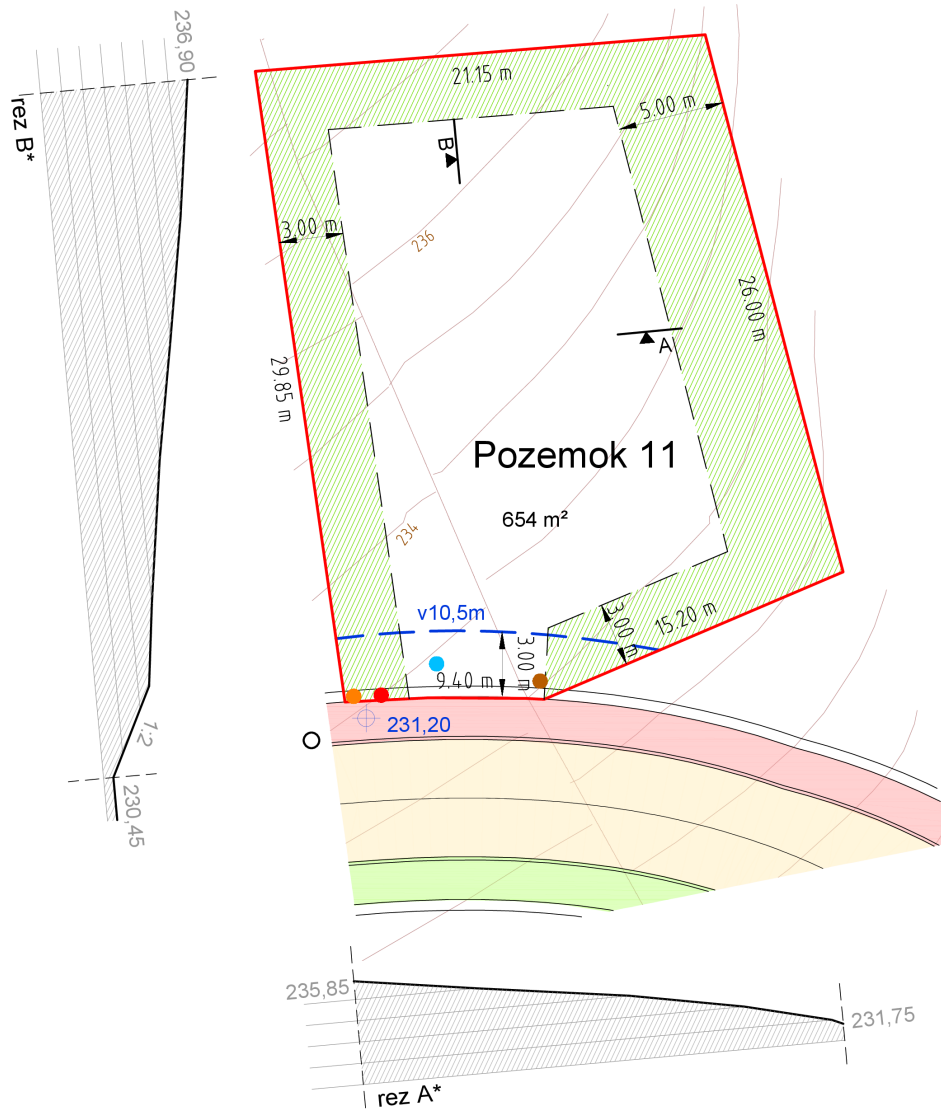 236,90
rez B*
21.15 m
5.00 m
B
3.00 m
236
A
26.00 m
29.85 m
Pozemok 11
654 m²
234
v10,5m
3.00 m
15.20 m
3.00 m
9.40 m
231,20
1:2
230,45
235,85
231,75
rez A*